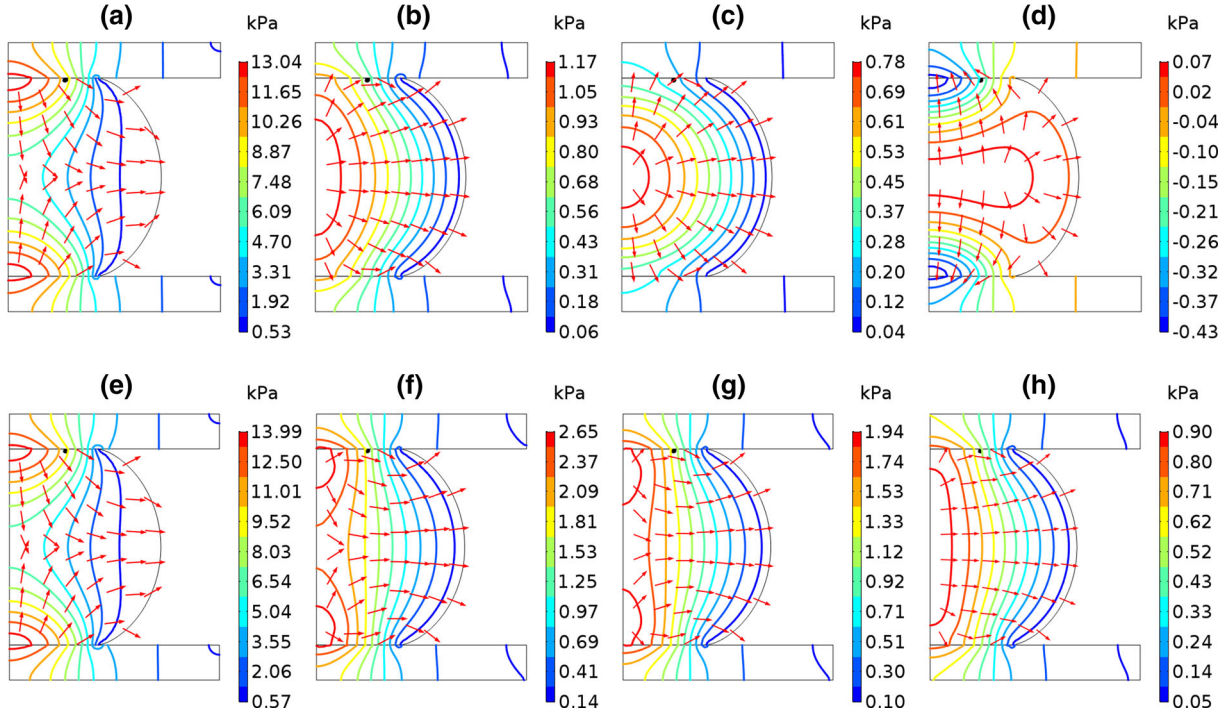 (a) (b) (c) (d)
kPa kPa kPa kPa
13.04 1.17 0.78 0.07
11.65 1.05 0.69 0.02
10.26 0.93 0.61 -0.04
8.87 0.80 0.53 -0.10
7.48 0.68 0.45 -0.15
6.09 0.56 0.37 -0.21
4.70 0.43 0.28 -0.26
3.31 0.31 0.20 -0.32
1.92 0.18 0.12 -0.37
0.53 0.06 0.04 -0.43
(e) (f) (g) (h)
kPa kPa kPa kPa
13.99 2.65 1.94 0.90
12.50 2.37 1.74 0.80
11.01 2.09 1.53 0.71
9.52 1.81 1.33 0.62
8.03 1.53 1.12 0.52
6.54 1.25 0.92 0.43
5.04 0.97 0.71 0.33
3.55 0.69 0.51 0.24
2.06 0.41 0.30 0.14
0.57 0.14 0.10 0.05